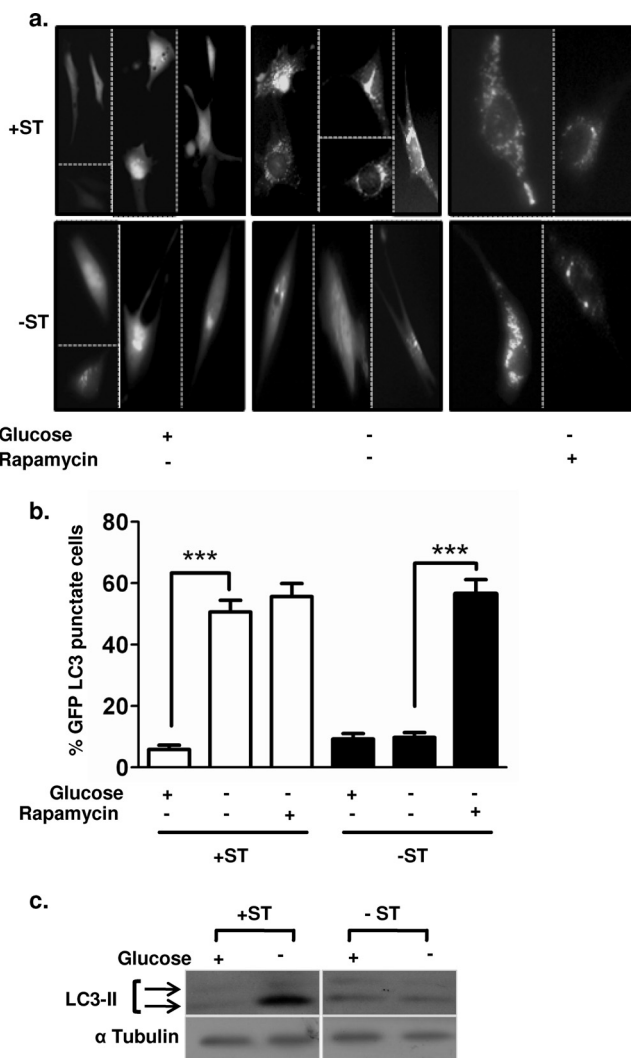 a.
+ST
-ST
Glucose + - -
Rapamycin - - +
b.
% GFP LC3 punctate cells
80
60
40
20
0
*** ***
Glucose + - - + - -
Rapamycin - - + - - +
+ST -ST
c.
+ST - ST
Glucose + - + -
LC3-II
α Tubulin